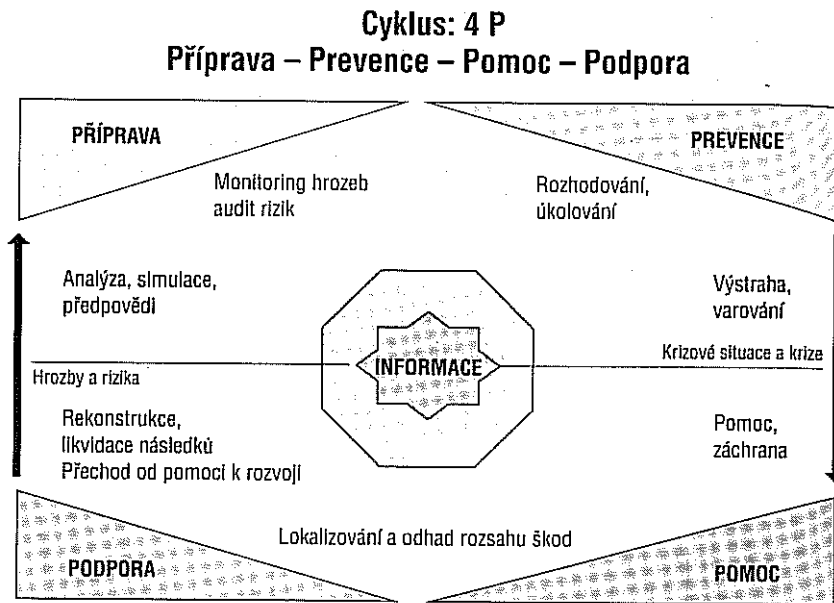 Cyklus: 4 P
Příprava – Prevence – Pomoc – Podpora
PŘÍPRAVA
PREVENCE
Monitoring hrozeb
audit rizik
Rozhodování,
úkolování
Analýza, simulace,
předpovědi
Výstraha,
varování
INFORMACE
Hrozby a rizika
Krizové situace a krize
Rekonstrukce,
likvidace následků
Přechod od pomoci k rozvoji
Pomoc,
záchrana
Lokalizování a odhad rozsahu škod
PODPORA
POMOC